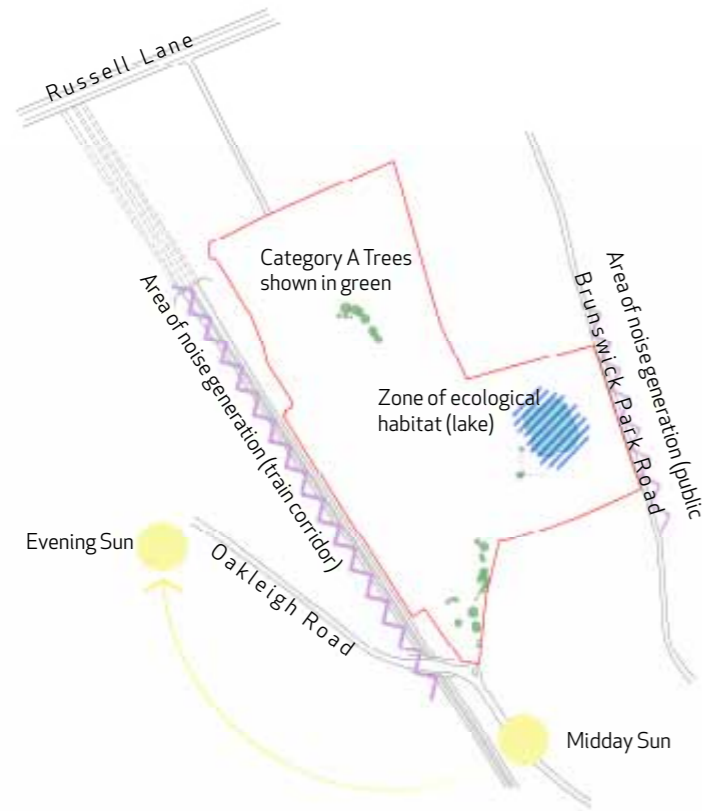 Russell Lane
Category A Trees
shown in green
Area of noise generation (train corridor)
Area of noise generation (public
Brunswick Park Road
Zone of ecological
habitat (lake)
Evening Sun
Oakleigh Road
Midday Sun